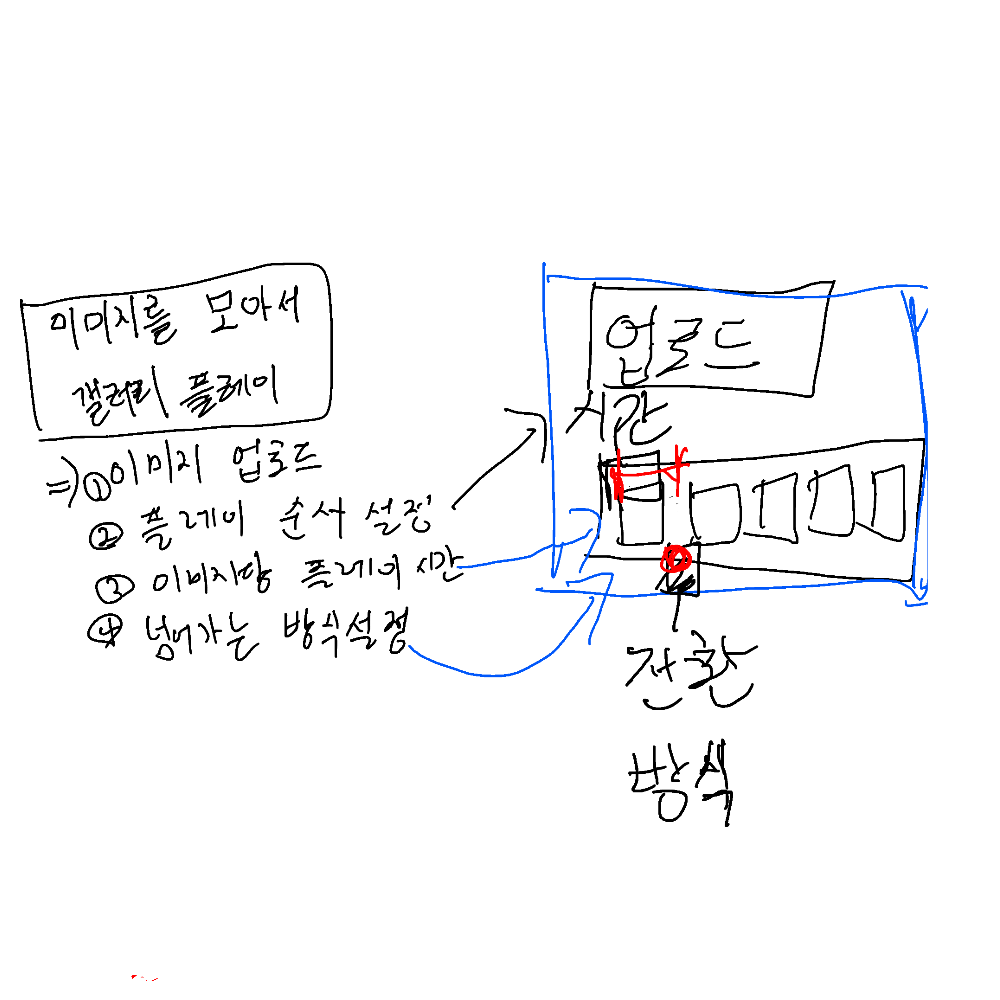 이미지를 모아서
갤러리 플레이
⇒ ① 이미지 업로드
② 플레이 순서 설정
③ 이미지당 플레이 시간
④ 넘어가는 방식설정
업로드
시간
전환
방식